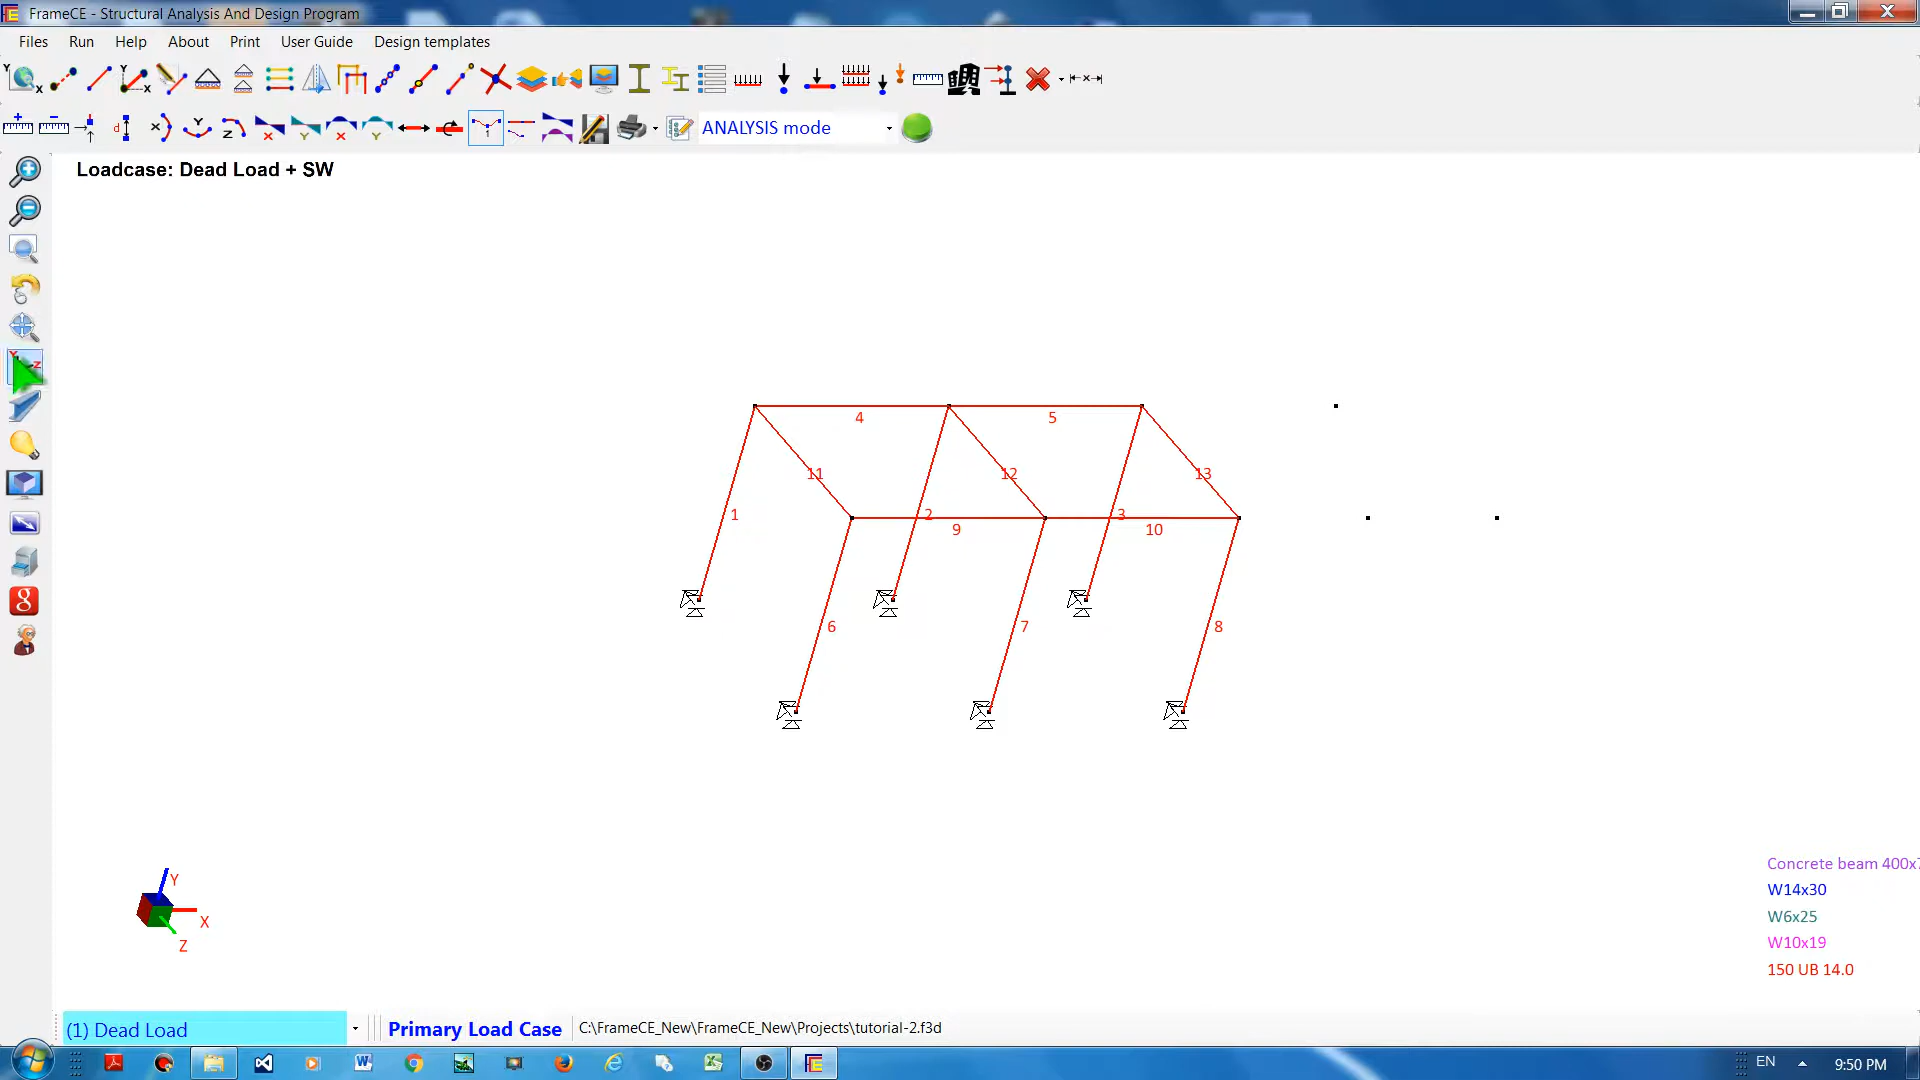 FrameCE - Structural Analysis And Design Program
Files Run Help About Print User Guide Design templates
ANALYSIS mode
Loadcase: Dead Load + SW
4 5
11 12 13
1 2 3
9 10
6 7 8
Y
X
Z
Concrete beam 400x7
W14x30
W6x25
W10x19
150 UB 14.0
(1) Dead Load Primary Load Case C:\FrameCE_New\FrameCE_New\Projects\tutorial-2.f3d
EN 9:50 PM